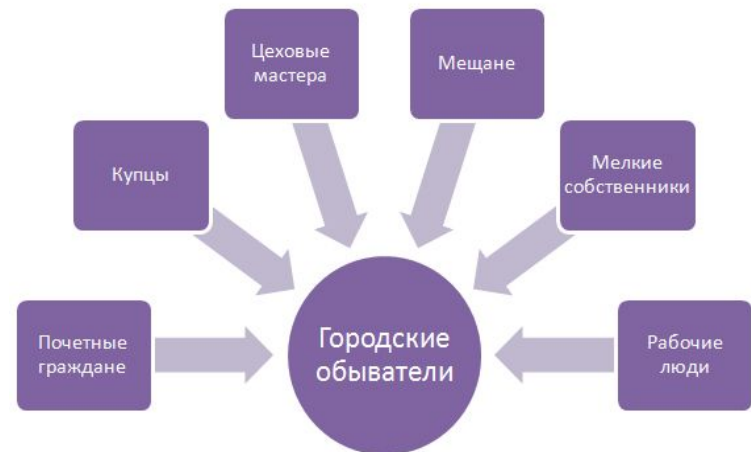 Цеховые
мастера
Мещане
Купцы
Мелкие
собственники
Почетные
граждане
Городские
обыватели
Рабочие
люди